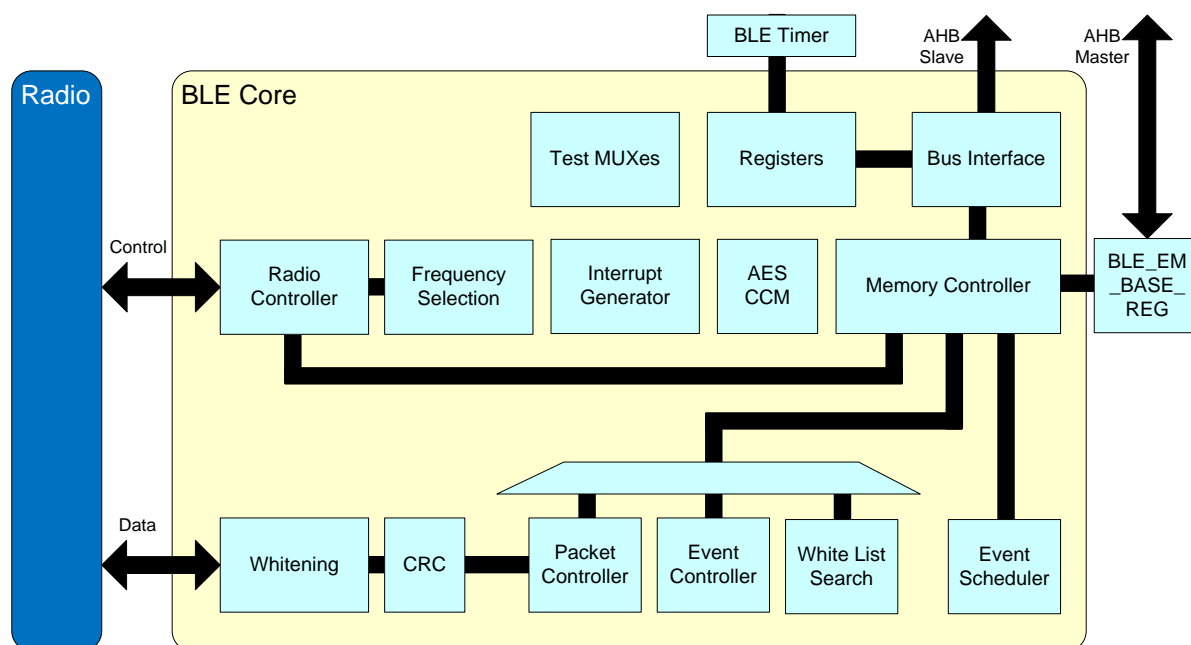 BLE Timer
AHB
Slave
AHB
Master
Radio
BLE Core
Test MUXes
Registers
Bus Interface
Control
Radio
Controller
Frequency
Selection
Interrupt
Generator
AES
CCM
Memory Controller
BLE_EM
_BASE_
REG
Data
Whitening
CRC
Packet
Controller
Event
Controller
White List
Search
Event
Scheduler